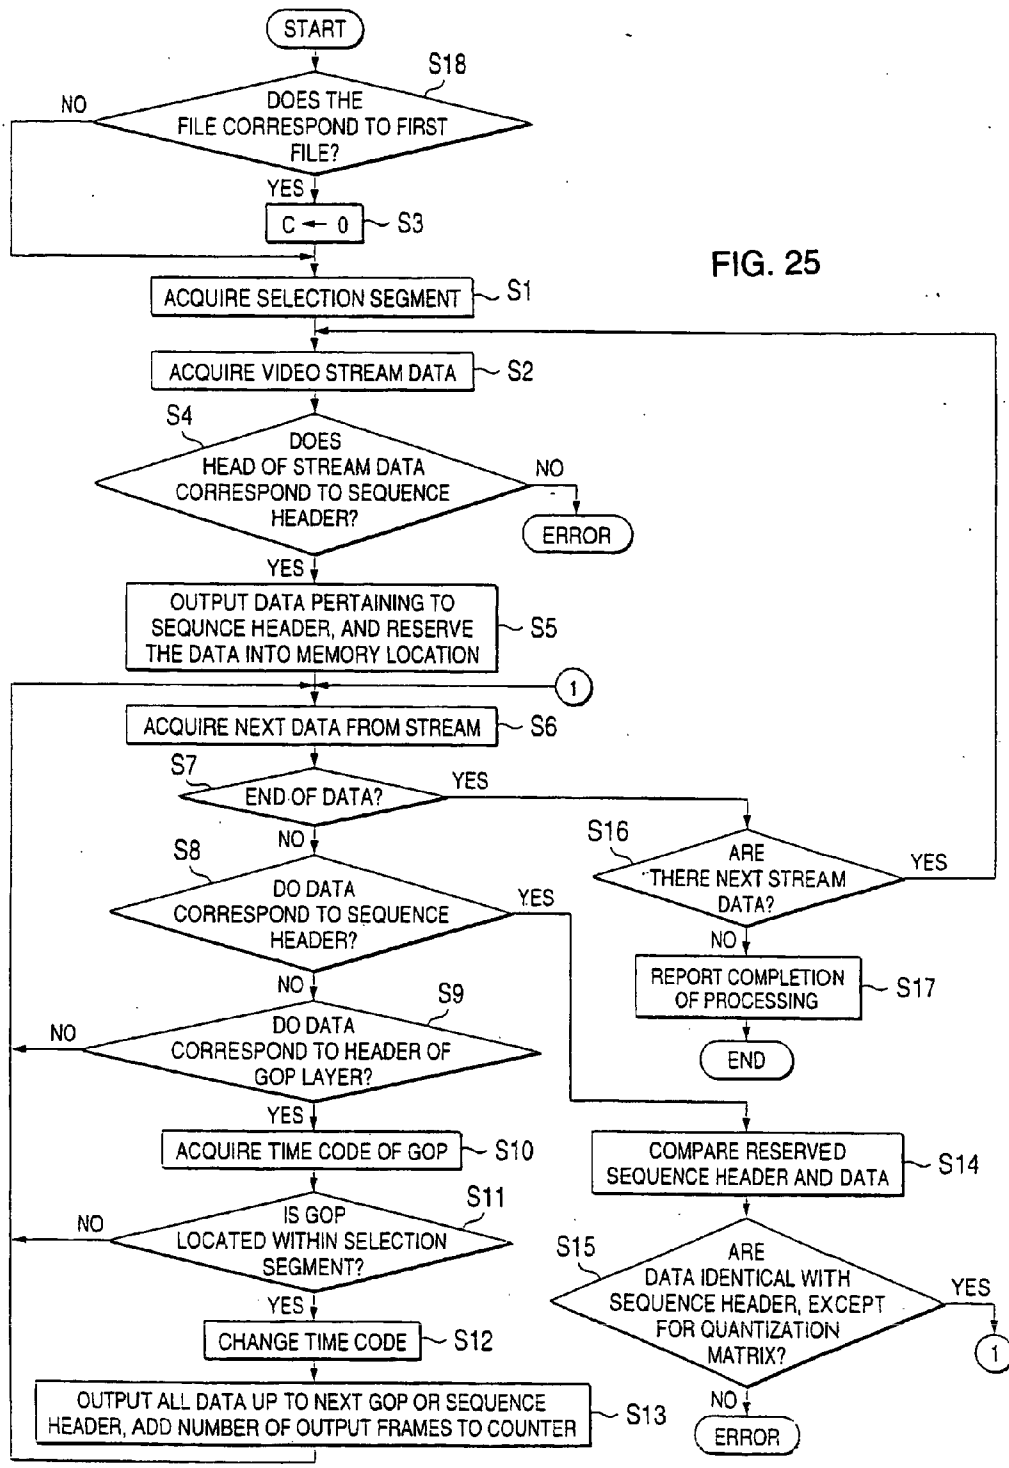 START
S18
NO
DOES THE
FILE CORRESPOND TO FIRST
FILE?
YES
C ← 0
S3
FIG. 25
ACQUIRE SELECTION SEGMENT
S1
ACQUIRE VIDEO STREAM DATA
S2
S4
DOES
HEAD OF STREAM DATA
CORRESPOND TO SEQUENCE
HEADER?
NO
ERROR
YES
OUTPUT DATA PERTAINING TO
SEQUNCE HEADER, AND RESERVE
THE DATA INTO MEMORY LOCATION
S5
1
ACQUIRE NEXT DATA FROM STREAM
S6
S7
END OF DATA?
YES
NO
S16
ARE
THERE NEXT STREAM
DATA?
YES
NO
REPORT COMPLETION
OF PROCESSING
S17
END
S8
DO DATA
CORRESPOND TO SEQUENCE
HEADER?
YES
NO
S9
DO DATA
CORRESPOND TO HEADER OF
GOP LAYER?
NO
YES
ACQUIRE TIME CODE OF GOP
S10
S11
IS GOP
LOCATED WITHIN SELECTION
SEGMENT?
NO
YES
CHANGE TIME CODE
S12
OUTPUT ALL DATA UP TO NEXT GOP OR SEQUENCE
HEADER, ADD NUMBER OF OUTPUT FRAMES TO COUNTER
S13
COMPARE RESERVED
SEQUENCE HEADER AND DATA
S14
S15
ARE
DATA IDENTICAL WITH
SEQUENCE HEADER, EXCEPT
FOR QUANTIZATION
MATRIX?
YES
1
NO
ERROR